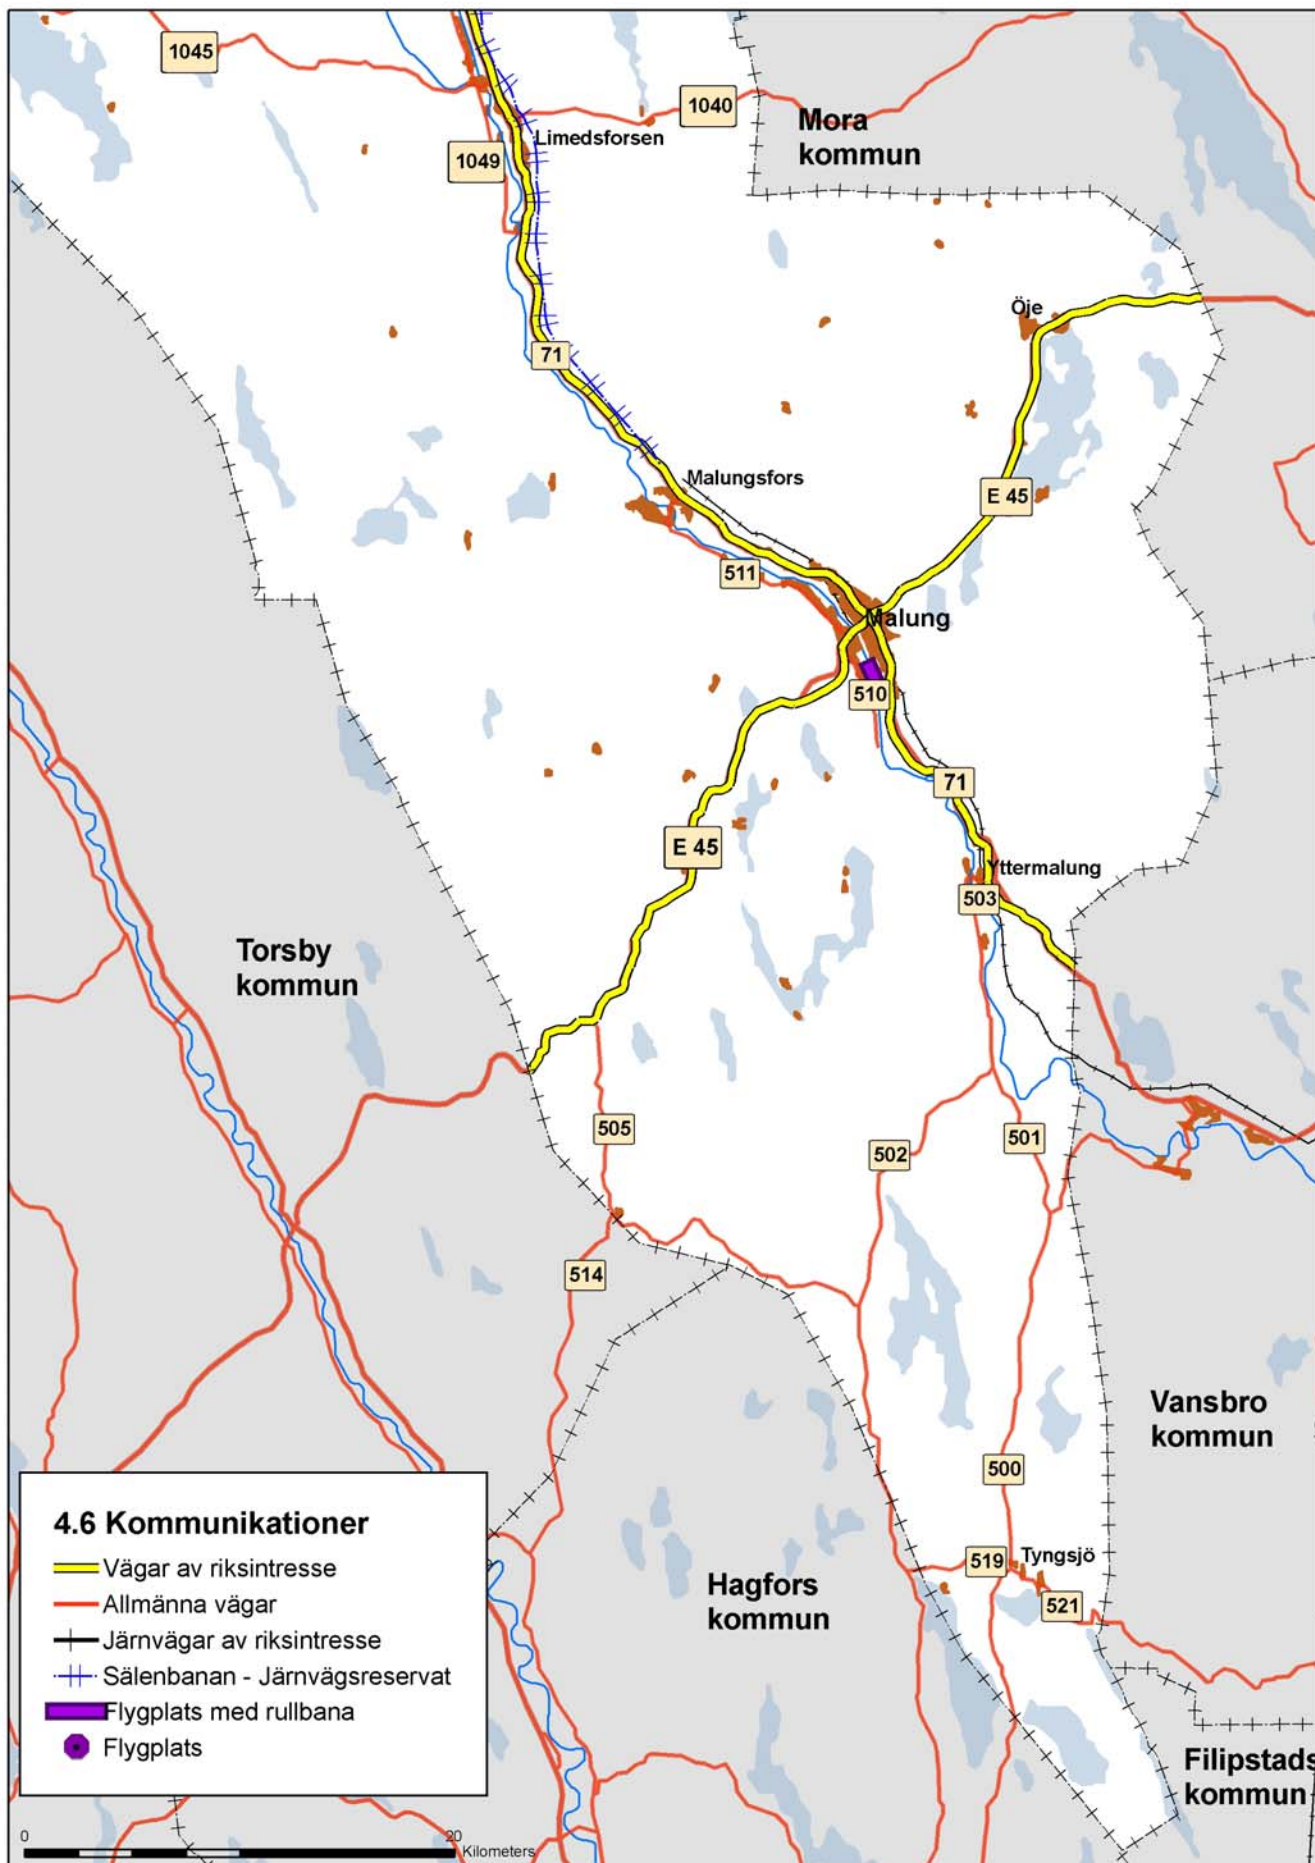 1045
1040
Mora
kommun
Limedsforsen
1049
Öje
71
Malungsfors
E 45
511
Malung
510
71
E 45
Yttermalung
503
Torsby
kommun
505
501
502
514
Vansbro
kommun
500
519
Tyngsjö
521
Hagfors
kommun
4.6 Kommunikationer
Vägar av riksintresse
Allmänna vägar
Järnvägar av riksintresse
Sälenbanan - Järnvägsreservat
Flygplats med rullbana
Flygplats
Filipstads
kommun
0 20
Kilometers